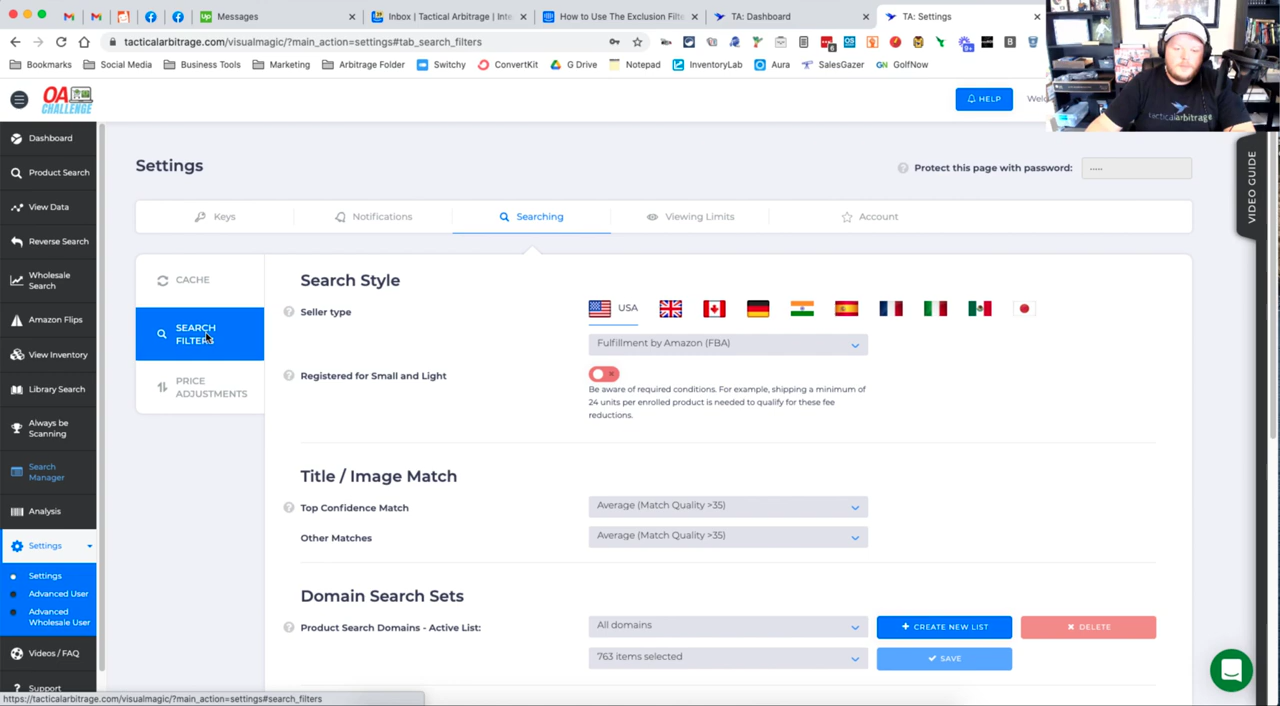 Messages
Inbox | Tactical Arbitrage | Inte
How to Use The Exclusion Filte
TA: Dashboard
TA: Settings
tacticalarbitrage.com/visualmagic/?main_action=settings#tab_search_filters
Bookmarks
Social Media
Business Tools
Marketing
Arbitrage Folder
Switchy
ConvertKit
G Drive
Notepad
InventoryLab
Aura
SalesGazer
GN GolfNow
OA
CHALLENGE
HELP
tacticalarbitrage
Dashboard
Product Search
View Data
Reverse Search
Wholesale
Search
Amazon Flips
View Inventory
Library Search
Always be
Scanning
Search
Manager
Analysis
Settings
Settings
Advanced User
Advanced
Wholesale User
Videos / FAQ
Support
Settings
Protect this page with password:
VIDEO GUIDE
Keys
Notifications
Searching
Viewing Limits
Account
CACHE
SEARCH
FILTERS
PRICE
ADJUSTMENTS
Search Style
Seller type
USA
Fulfillment by Amazon (FBA)
Registered for Small and Light
Be aware of required conditions. For example, shipping a minimum of
24 units per enrolled product is needed to qualify for these fee
reductions.
Title / Image Match
Top Confidence Match
Average (Match Quality >35)
Other Matches
Average (Match Quality >35)
Domain Search Sets
Product Search Domains - Active List:
All domains
+ CREATE NEW LIST
DELETE
763 items selected
SAVE
https://tacticalarbitrage.com/visualmagic/?main_action=settings#search_filters